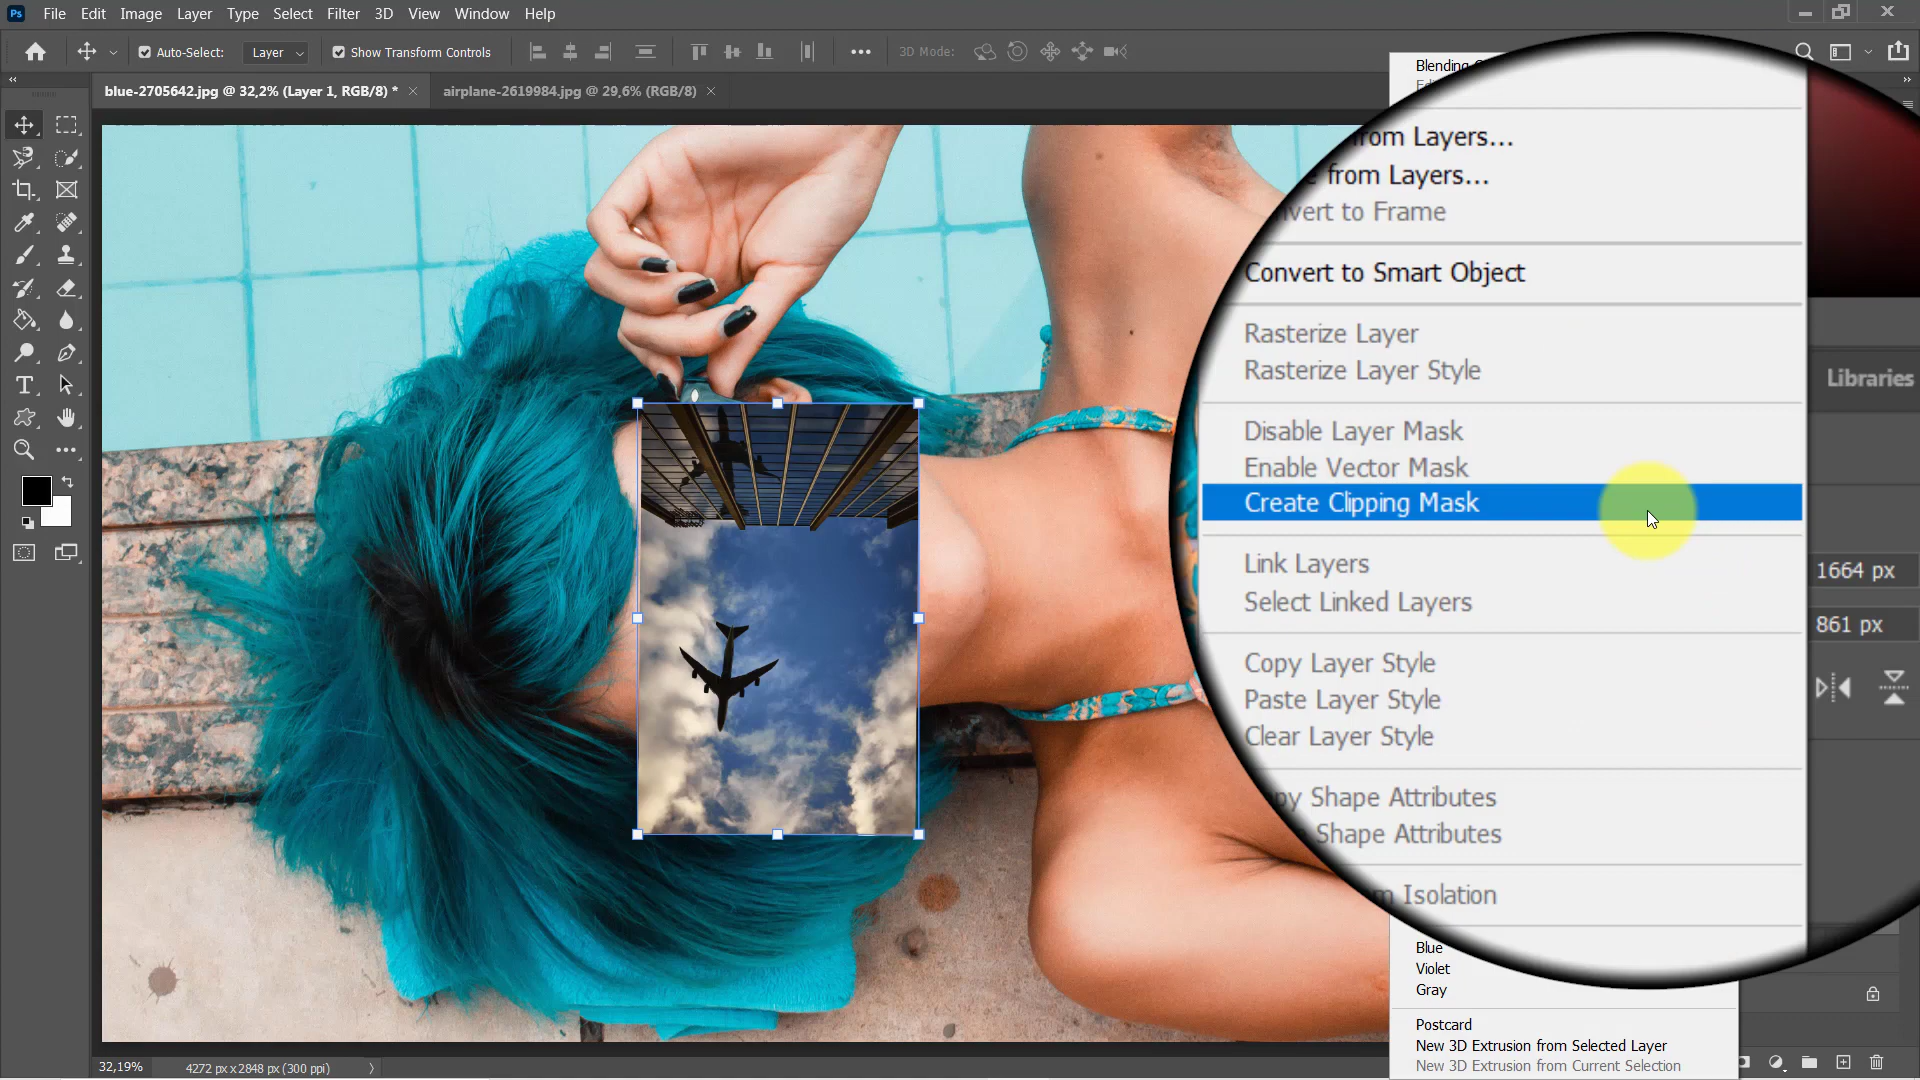 Ps File Edit Image Layer Type Select Filter 3D View Window Help
Auto-Select: Layer Show Transform Controls 3D Mode:
blue-2705642.jpg @ 32,2% (Layer 1, RGB/8) * airplane-2619984.jpg @ 29,6% (RGB/8)
Blending
from Layers...
from Layers...
vert to Frame
Convert to Smart Object
Rasterize Layer
Rasterize Layer Style
Libraries
Disable Layer Mask
Enable Vector Mask
Create Clipping Mask
Link Layers
1664 px
Select Linked Layers
861 px
Copy Layer Style
Paste Layer Style
Clear Layer Style
py Shape Attributes
Shape Attributes
m Isolation
Blue
Violet
Gray
Postcard
New 3D Extrusion from Selected Layer
New 3D Extrusion from Current Selection
32,19% 4272 px x 2848 px (300 ppi)